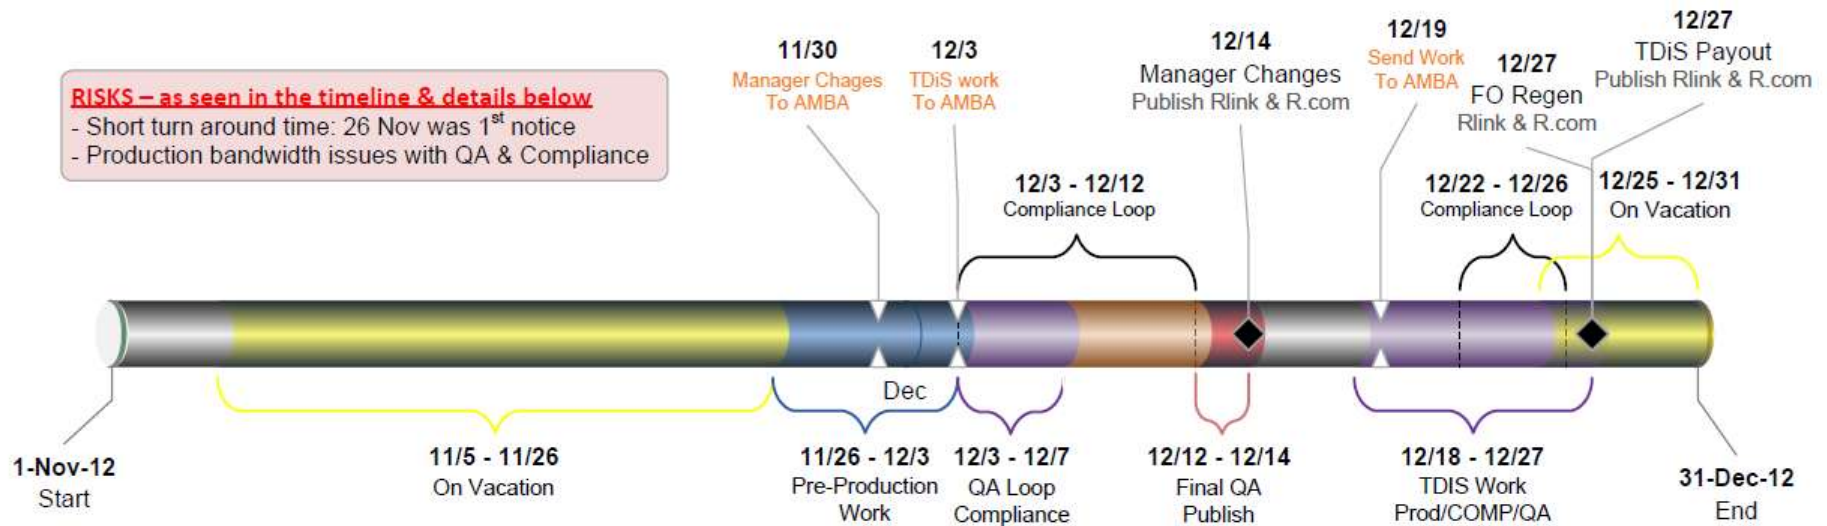 RISKS – as seen in the timeline & details below
- Short turn around time: 26 Nov was 1st notice
- Production bandwidth issues with QA & Compliance
11/30
Manager Chages
To AMBA
12/3
TDiS work
To AMBA
12/14
Manager Changes
Publish Rlink & R.com
12/19
Send Work
To AMBA
12/27
FO Regen
Rlink & R.com
12/27
TDiS Payout
Publish Rlink & R.com
12/3 - 12/12
Compliance Loop
12/22 - 12/26
Compliance Loop
12/25 - 12/31
On Vacation
Dec
1-Nov-12
Start
11/5 - 11/26
On Vacation
11/26 - 12/3
Pre-Production
Work
12/3 - 12/7
QA Loop
Compliance
12/12 - 12/14
Final QA
Publish
12/18 - 12/27
TDIS Work
Prod/COMP/QA
31-Dec-12
End